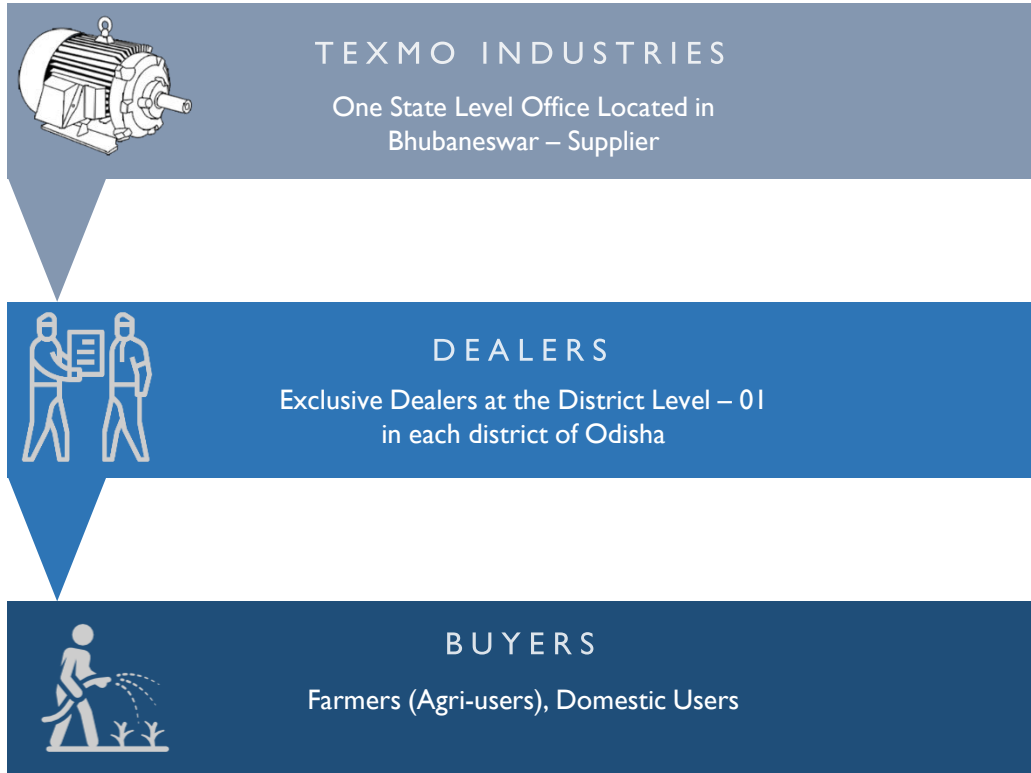 TEXMO INDUSTRIES
One State Level Office Located in
Bhubaneswar – Supplier
DEALERS
Exclusive Dealers at the District Level – 01
in each district of Odisha
BUYERS
Farmers (Agri-users), Domestic Users